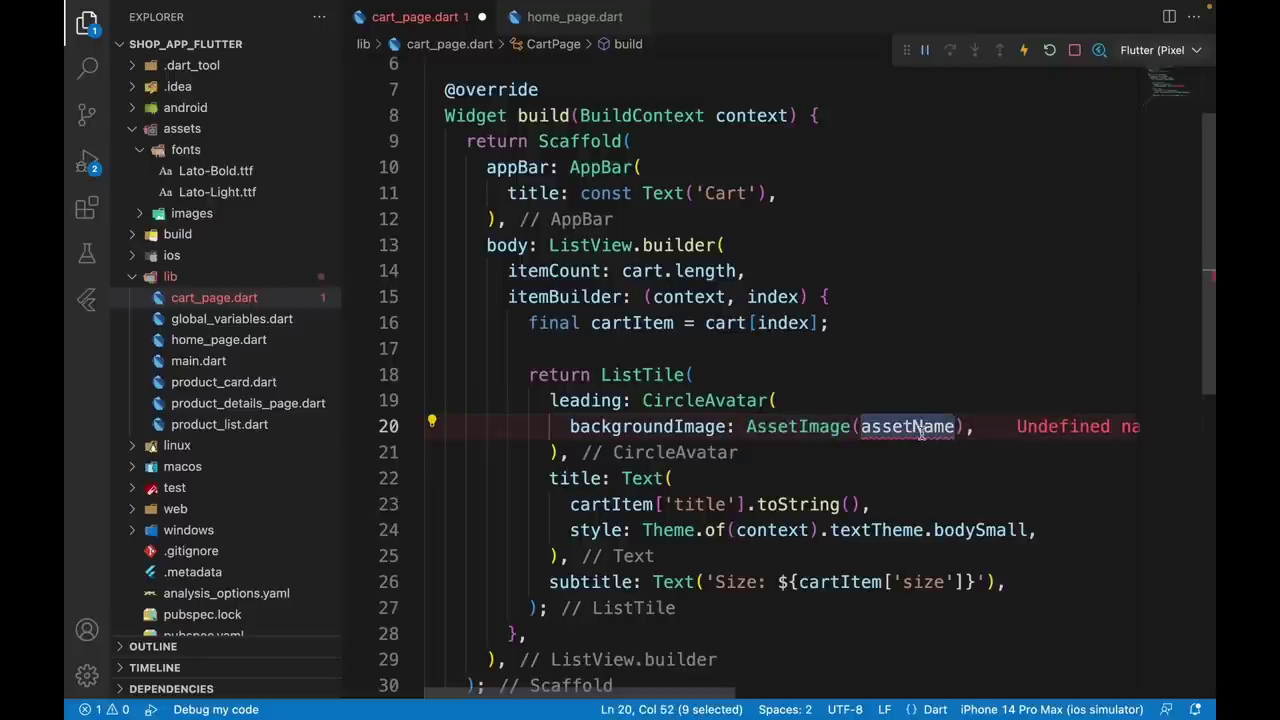 EXPLORER
SHOP_APP_FLUTTER
.dart_tool
.idea
android
assets
fonts
Aa Lato-Bold.ttf
Aa Lato-Light.ttf
images
build
ios
lib
cart_page.dart 1
global_variables.dart
home_page.dart
main.dart
product_card.dart
product_details_page.dart
product_list.dart
linux
macos
test
web
windows
.gitignore
.metadata
analysis_options.yaml
pubspec.lock
pubspec.yaml
OUTLINE
TIMELINE
DEPENDENCIES
1
2
cart_page.dart 1
home_page.dart
lib > cart_page.dart > CartPage > build
Flutter (Pixel
6
7 @override
8 Widget build(BuildContext context) {
9 return Scaffold(
10 appBar: AppBar(
11 title: const Text('Cart'),
12 ), // AppBar
13 body: ListView.builder(
14 itemCount: cart.length,
15 itemBuilder: (context, index) {
16 final cartItem = cart[index];
17
18 return ListTile(
19 leading: CircleAvatar(
20 backgroundImage: AssetImage(assetName), Undefined na
21 ), // CircleAvatar
22 title: Text(
23 cartItem['title'].toString(),
24 style: Theme.of(context).textTheme.bodySmall,
25 ), // Text
26 subtitle: Text('Size: ${cartItem['size']}'),
27 ); // ListTile
28 },
29 ), // ListView.builder
30 ); // Scaffold
1 0 Debug my code Ln 20, Col 52 (9 selected) Spaces: 2 UTF-8 LF {} Dart iPhone 14 Pro Max (ios simulator)